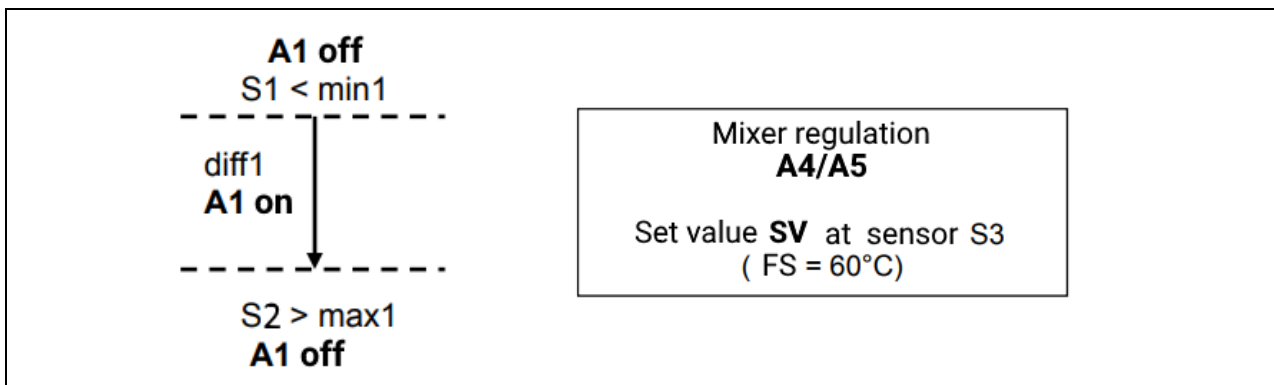 A1 off
S1 < min1
diff1
A1 on
S2 > max1
A1 off
Mixer regulation
A4/A5
Set value SV at sensor S3
( FS = 60°C)